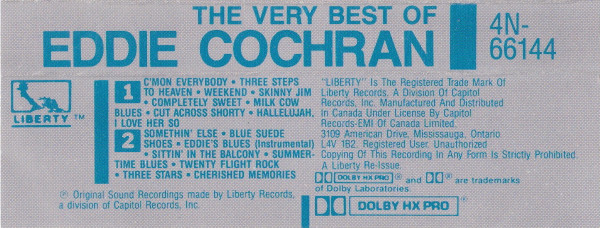 THE VERY BEST OF
EDDIE COCHRAN
4N-
66144
LIBERTY ™
1
C'MON EVERYBODY • THREE STEPS
TO HEAVEN • WEEKEND • SKINNY JIM
• COMPLETELY SWEET • MILK COW
BLUES • CUT ACROSS SHORTY • HALLELUJAH,
I LOVE HER SO
2
SOMETHIN' ELSE • BLUE SUEDE
SHOES • EDDIE'S BLUES (Instrumental)
• SITTIN' IN THE BALCONY • SUMMER-
TIME BLUES • TWENTY FLIGHT ROCK
• THREE STARS • CHERISHED MEMORIES
℗ Original Sound Recordings made by Liberty Records,
a division of Capitol Records, Inc.
"LIBERTY" Is The Registered Trade Mark Of
Liberty Records, A Division Of Capitol
Records, Inc. Manufactured And Distributed
In Canada Under License By Capitol
Records-EMI Of Canada Limited,
3109 American Drive, Mississauga, Ontario.
L4V 1B2. Registered User. Unauthorized
Copying Of This Recording In Any Form Is Strictly Prohibited.
A Liberty Re-Issue.
DOLBY HX PRO ® and ® are trademarks
of Dolby Laboratories.
DOLBY HX PRO ®